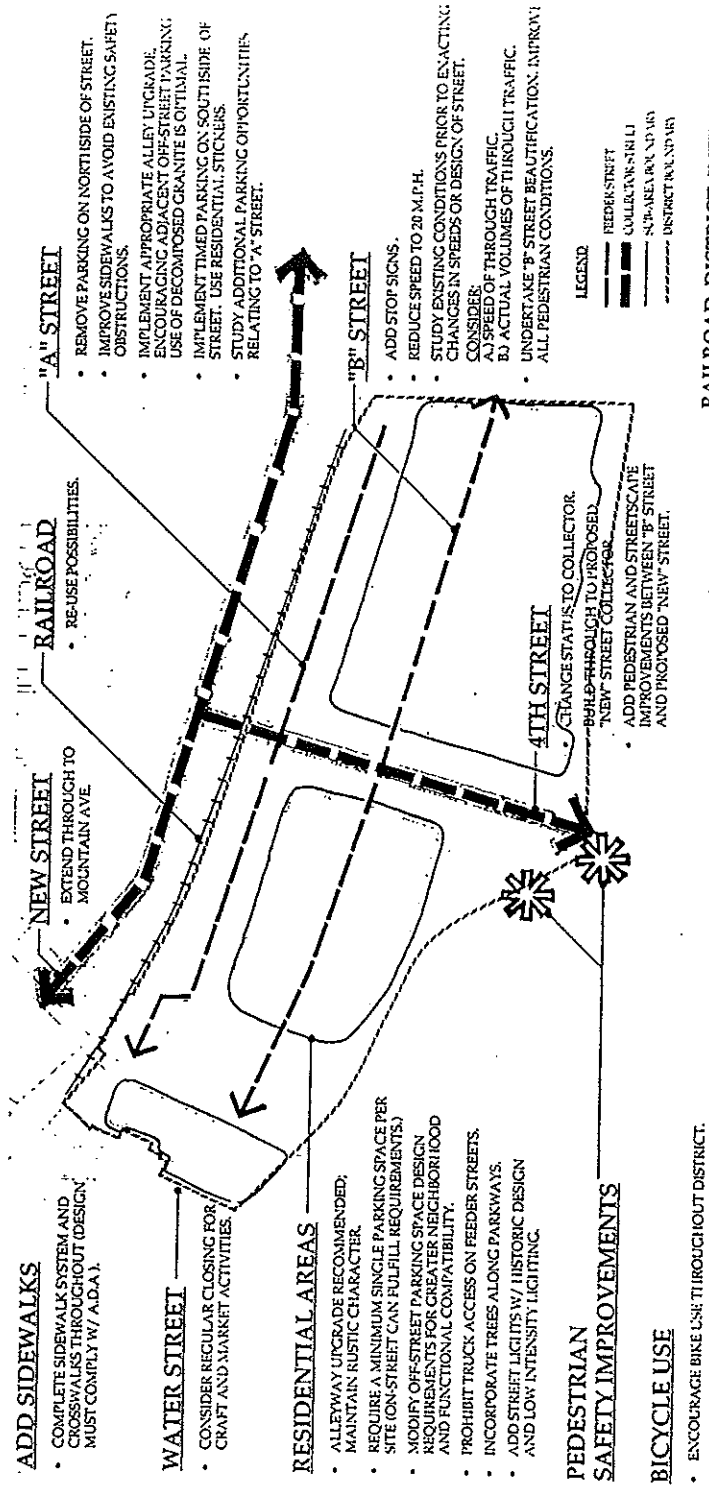 ADD SIDEWALKS
• COMPLETE SIDEWALK SYSTEM AND
CROSSWALKS THROUGHOUT (DESIGN
MUST COMPLY W/ A.D.A.).
WATER STREET
• CONSIDER REGULAR CLOSING FOR
CRAFT AND MARKET ACTIVITIES.
RESIDENTIAL AREAS
• ALLEYWAY UPGRADE RECOMMENDED;
MAINTAIN RUSTIC CHARACTER.
• REQUIRE A MINIMUM SINGLE PARKING SPACE PER
SITE (ON-STREET CAN FULFILL REQUIREMENTS.)
• MODIFY OFF-STREET PARKING SPACE DESIGN
REQUIREMENTS FOR GREATER NEIGHBORHOOD
AND FUNCTIONAL COMPATIBILITY.
• PROHIBIT TRUCK ACCESS ON FEEDER STREETS.
• INCORPORATE TREES ALONG PARKWAYS.
• ADD STREET LIGHTS W/ HISTORIC DESIGN
AND LOW INTENSITY LIGHTING.
PEDESTRIAN
SAFETY IMPROVEMENTS
BICYCLE USE
• ENCOURAGE BIKE USE THROUGHOUT DISTRICT.
NEW STREET
• EXTEND THROUGH TO
MOUNTAIN AVE.
RAILROAD
• RE-USE POSSIBILITIES.
4TH STREET
• CHANGE STATUS TO COLLECTOR.
BUILD THROUGH TO PROPOSED
"NEW" STREET COLLECTOR.
• ADD PEDESTRIAN AND STREETSCAPE
IMPROVEMENTS BETWEEN "B" STREET
AND PROPOSED "NEW" STREET.
"A" STREET
• REMOVE PARKING ON NORTHSIDE OF STREET.
• IMPROVE SIDEWALKS TO AVOID EXISTING SAFETY
OBSTRUCTIONS.
• IMPLEMENT APPROPRIATE ALLEY UPGRADE,
ENCOURAGING ADJACENT OFF-STREET PARKING
USE OF DECOMPOSED GRANITE IS OPTIMAL.
• IMPLEMENT TIMED PARKING ON SOUTHSIDE OF
STREET. USE RESIDENTIAL STICKERS.
• STUDY ADDITIONAL PARKING OPPORTUNITIES
RELATING TO "A" STREET.
"B" STREET
• ADD STOP SIGNS.
• REDUCE SPEED TO 20 M.P.H.
• STUDY EXISTING CONDITIONS PRIOR TO EXACTING
CHANGES IN SPEEDS OR DESIGN OF STREET.
CONSIDER:
A.) SPEED OF THROUGH TRAFFIC.
B.) ACTUAL VOLUMES OF THROUGH TRAFFIC.
• UNDERTAKE "B" STREET BEAUTIFICATION. IMPROVE
ALL PEDESTRIAN CONDITIONS.
LEGEND
FEEDER STREET
COLLECTOR STREET
SUB-AREA BOUNDARY
DISTRICT BOUNDARY
RAILROAD DISTRICT